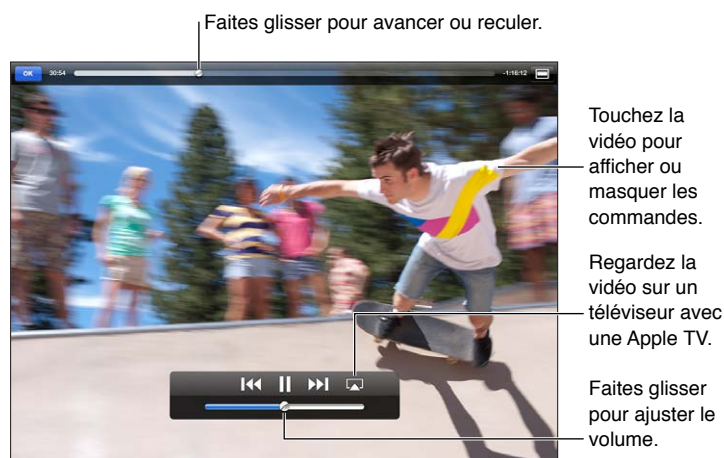 Faites glisser pour avancer ou reculer.
OK 30:54 -1:16:12
Touchez la
vidéo pour
afficher ou
masquer les
commandes.
Regardez la
vidéo sur un
téléviseur avec
une Apple TV.
Faites glisser
pour ajuster le
volume.